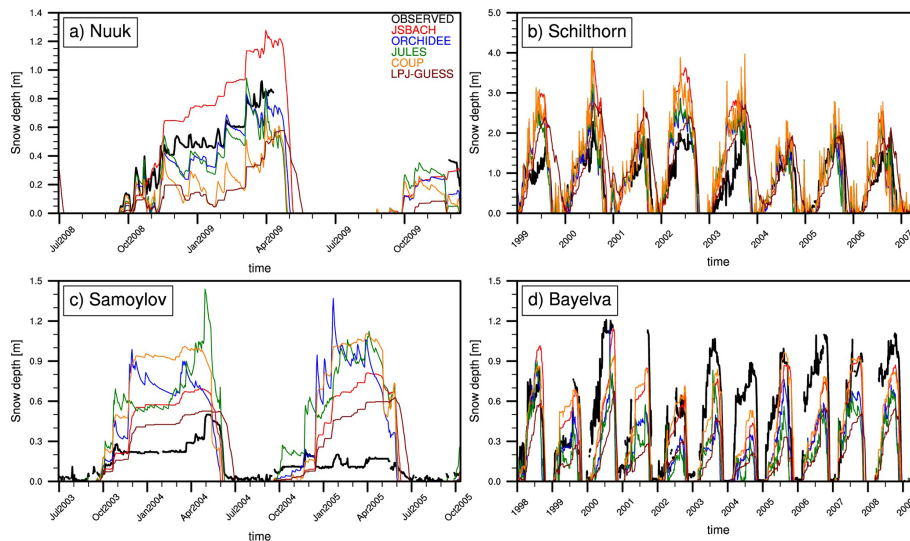 a) Nuuk
OBSERVED
JSBACH
ORCHIDEE
JULES
COUP
LPJ-GUESS
Snow depth [m]
1.4
1.2
1.0
0.8
0.6
0.4
0.2
0.0
Jul2008
Oct2008
Jan2009
Apr2009
Jul2009
Oct2009
time
b) Schilthorn
Snow depth [m]
5.0
4.0
3.0
2.0
1.0
0.0
1999
2000
2001
2002
2003
2004
2005
2006
2007
time
c) Samoylov
Snow depth [m]
1.5
1.2
0.9
0.6
0.3
0.0
Jul2003
Oct2003
Jan2004
Apr2004
Jul2004
Oct2004
Jan2005
Apr2005
Jul2005
Oct2005
time
d) Bayelva
Snow depth [m]
1.5
1.2
0.9
0.6
0.3
0.0
1998
1999
2000
2001
2002
2003
2004
2005
2006
2007
2008
2009
time